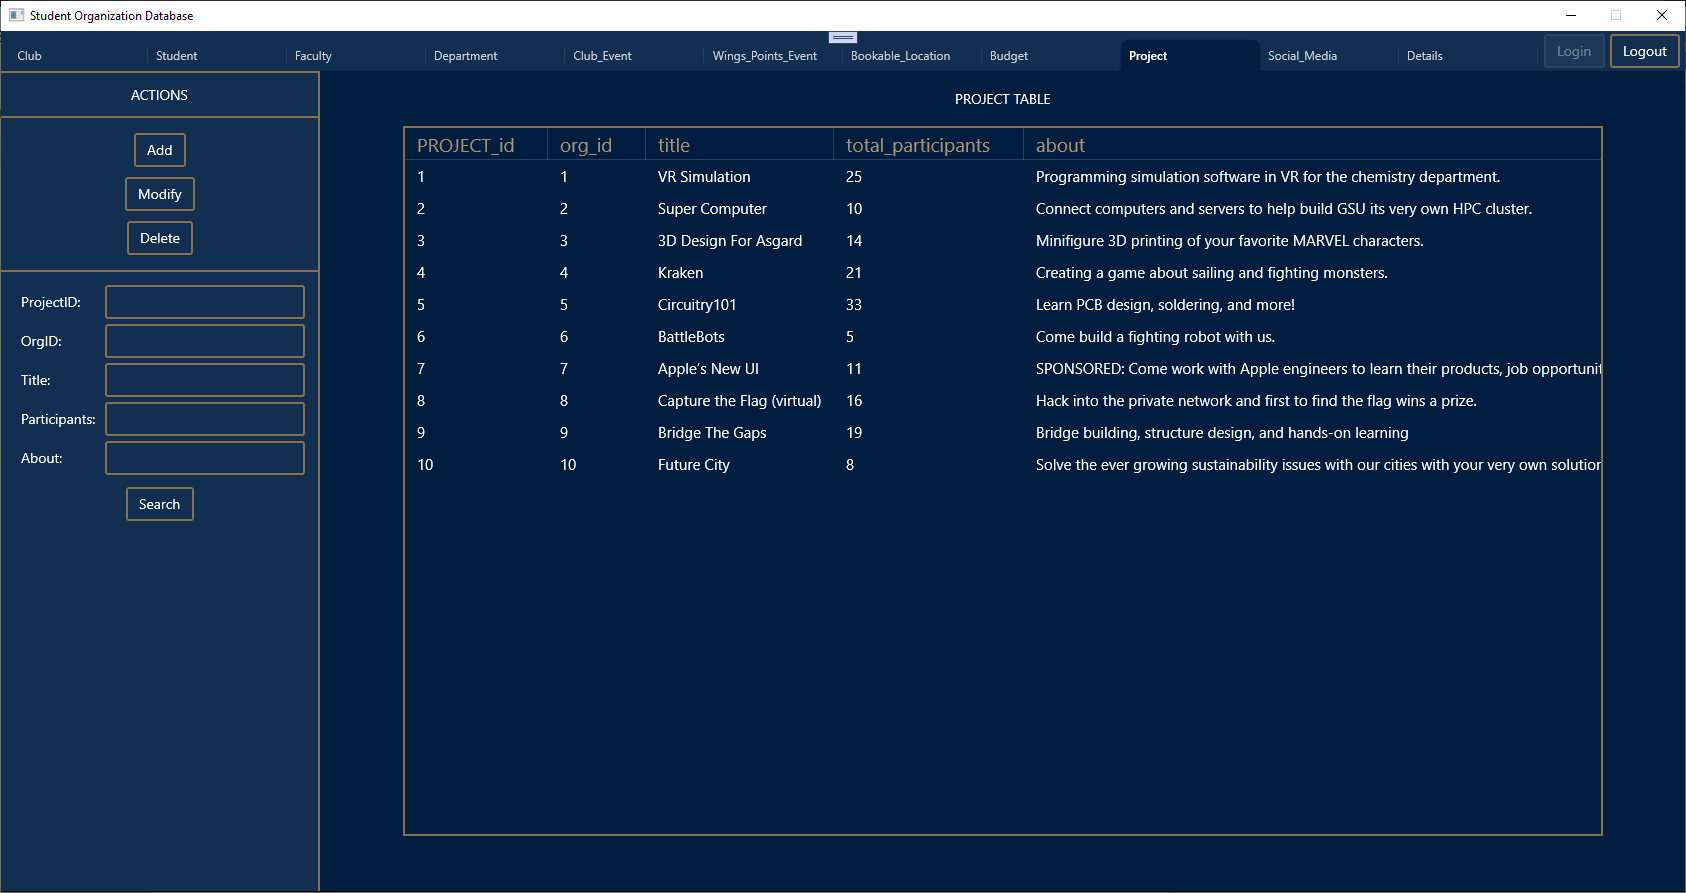 Student Organization Database
Club Student Faculty Department Club_Event Wings_Points_Event Bookable_Location Budget Project Social_Media Details Login Logout
ACTIONS
Add
Modify
Delete
ProjectID:
OrgID:
Title:
Participants:
About:
Search
PROJECT TABLE
PROJECT_id org_id title total_participants about
1 1 VR Simulation 25 Programming simulation software in VR for the chemistry department.
2 2 Super Computer 10 Connect computers and servers to help build GSU its very own HPC cluster.
3 3 3D Design For Asgard 14 Minifigure 3D printing of your favorite MARVEL characters.
4 4 Kraken 21 Creating a game about sailing and fighting monsters.
5 5 Circuitry101 33 Learn PCB design, soldering, and more!
6 6 BattleBots 5 Come build a fighting robot with us.
7 7 Apple’s New UI 11 SPONSORED: Come work with Apple engineers to learn their products, job opportunit
8 8 Capture the Flag (virtual) 16 Hack into the private network and first to find the flag wins a prize.
9 9 Bridge The Gaps 19 Bridge building, structure design, and hands-on learning
10 10 Future City 8 Solve the ever growing sustainability issues with our cities with your very own solution